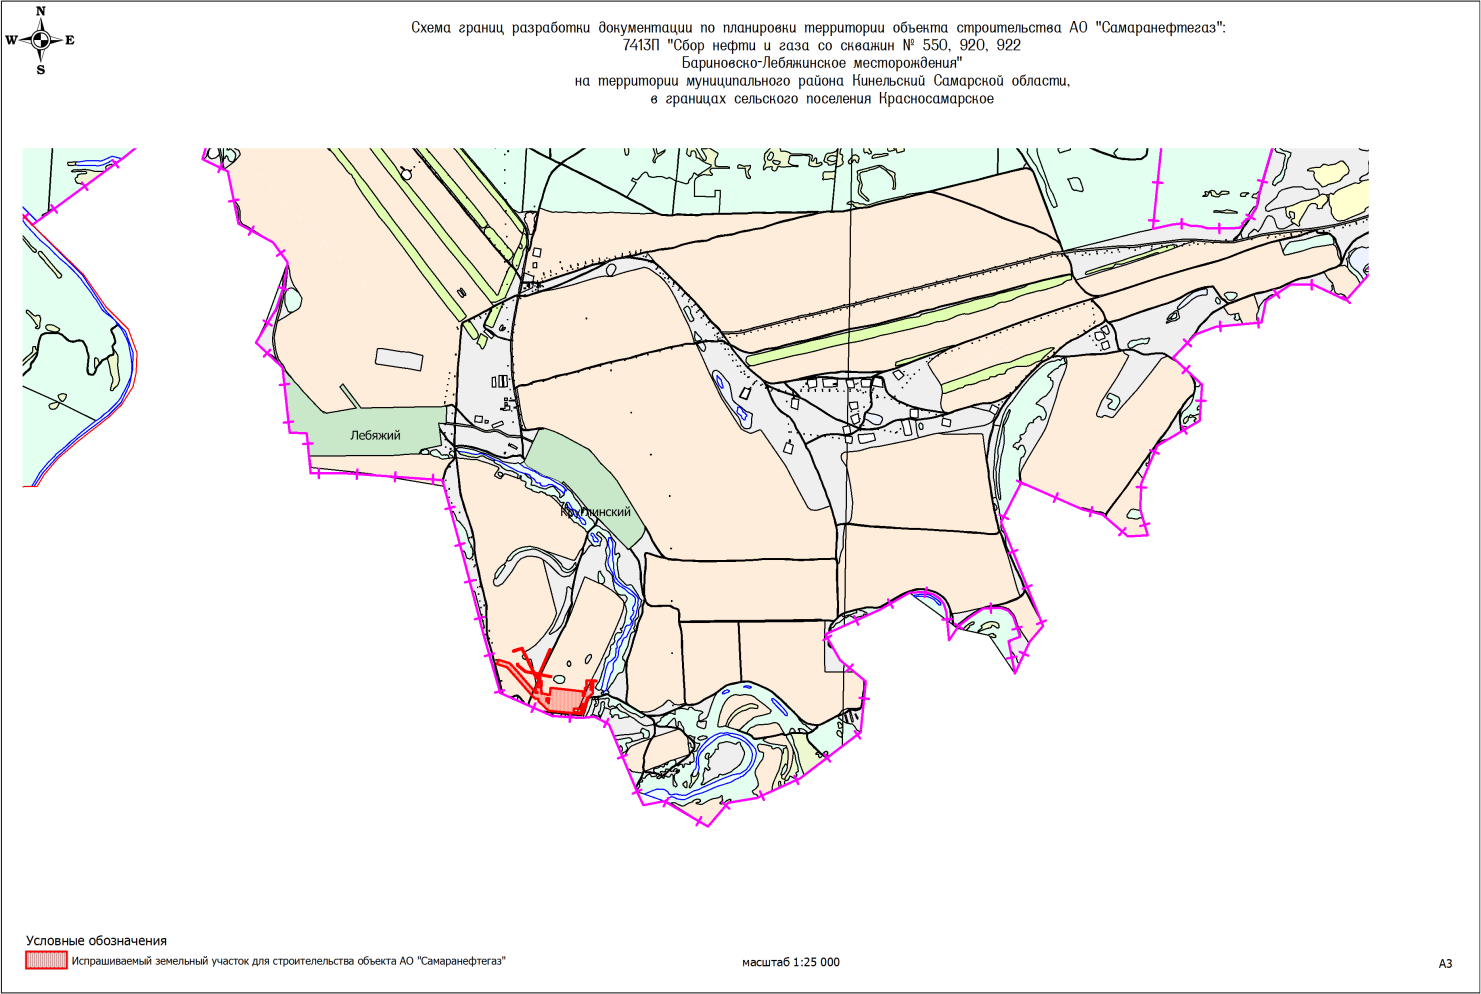 N
W E
S
Схема границ разработки документации по планировки территории объекта строительства АО "Самаранефтегаз":
7413П "Сбор нефти и газа со скважин № 550, 920, 922
Бариновско-Лебяжинское месторождения"
на территории муниципального района Кинельский Самарской области,
в границах сельского поселения Красносамарское
Лебяжий
Круглинский
Условные обозначения
Испрашиваемый земельный участок для строителельства объекта АО "Самаранефтегаз"
масштаб 1:25 000
А3